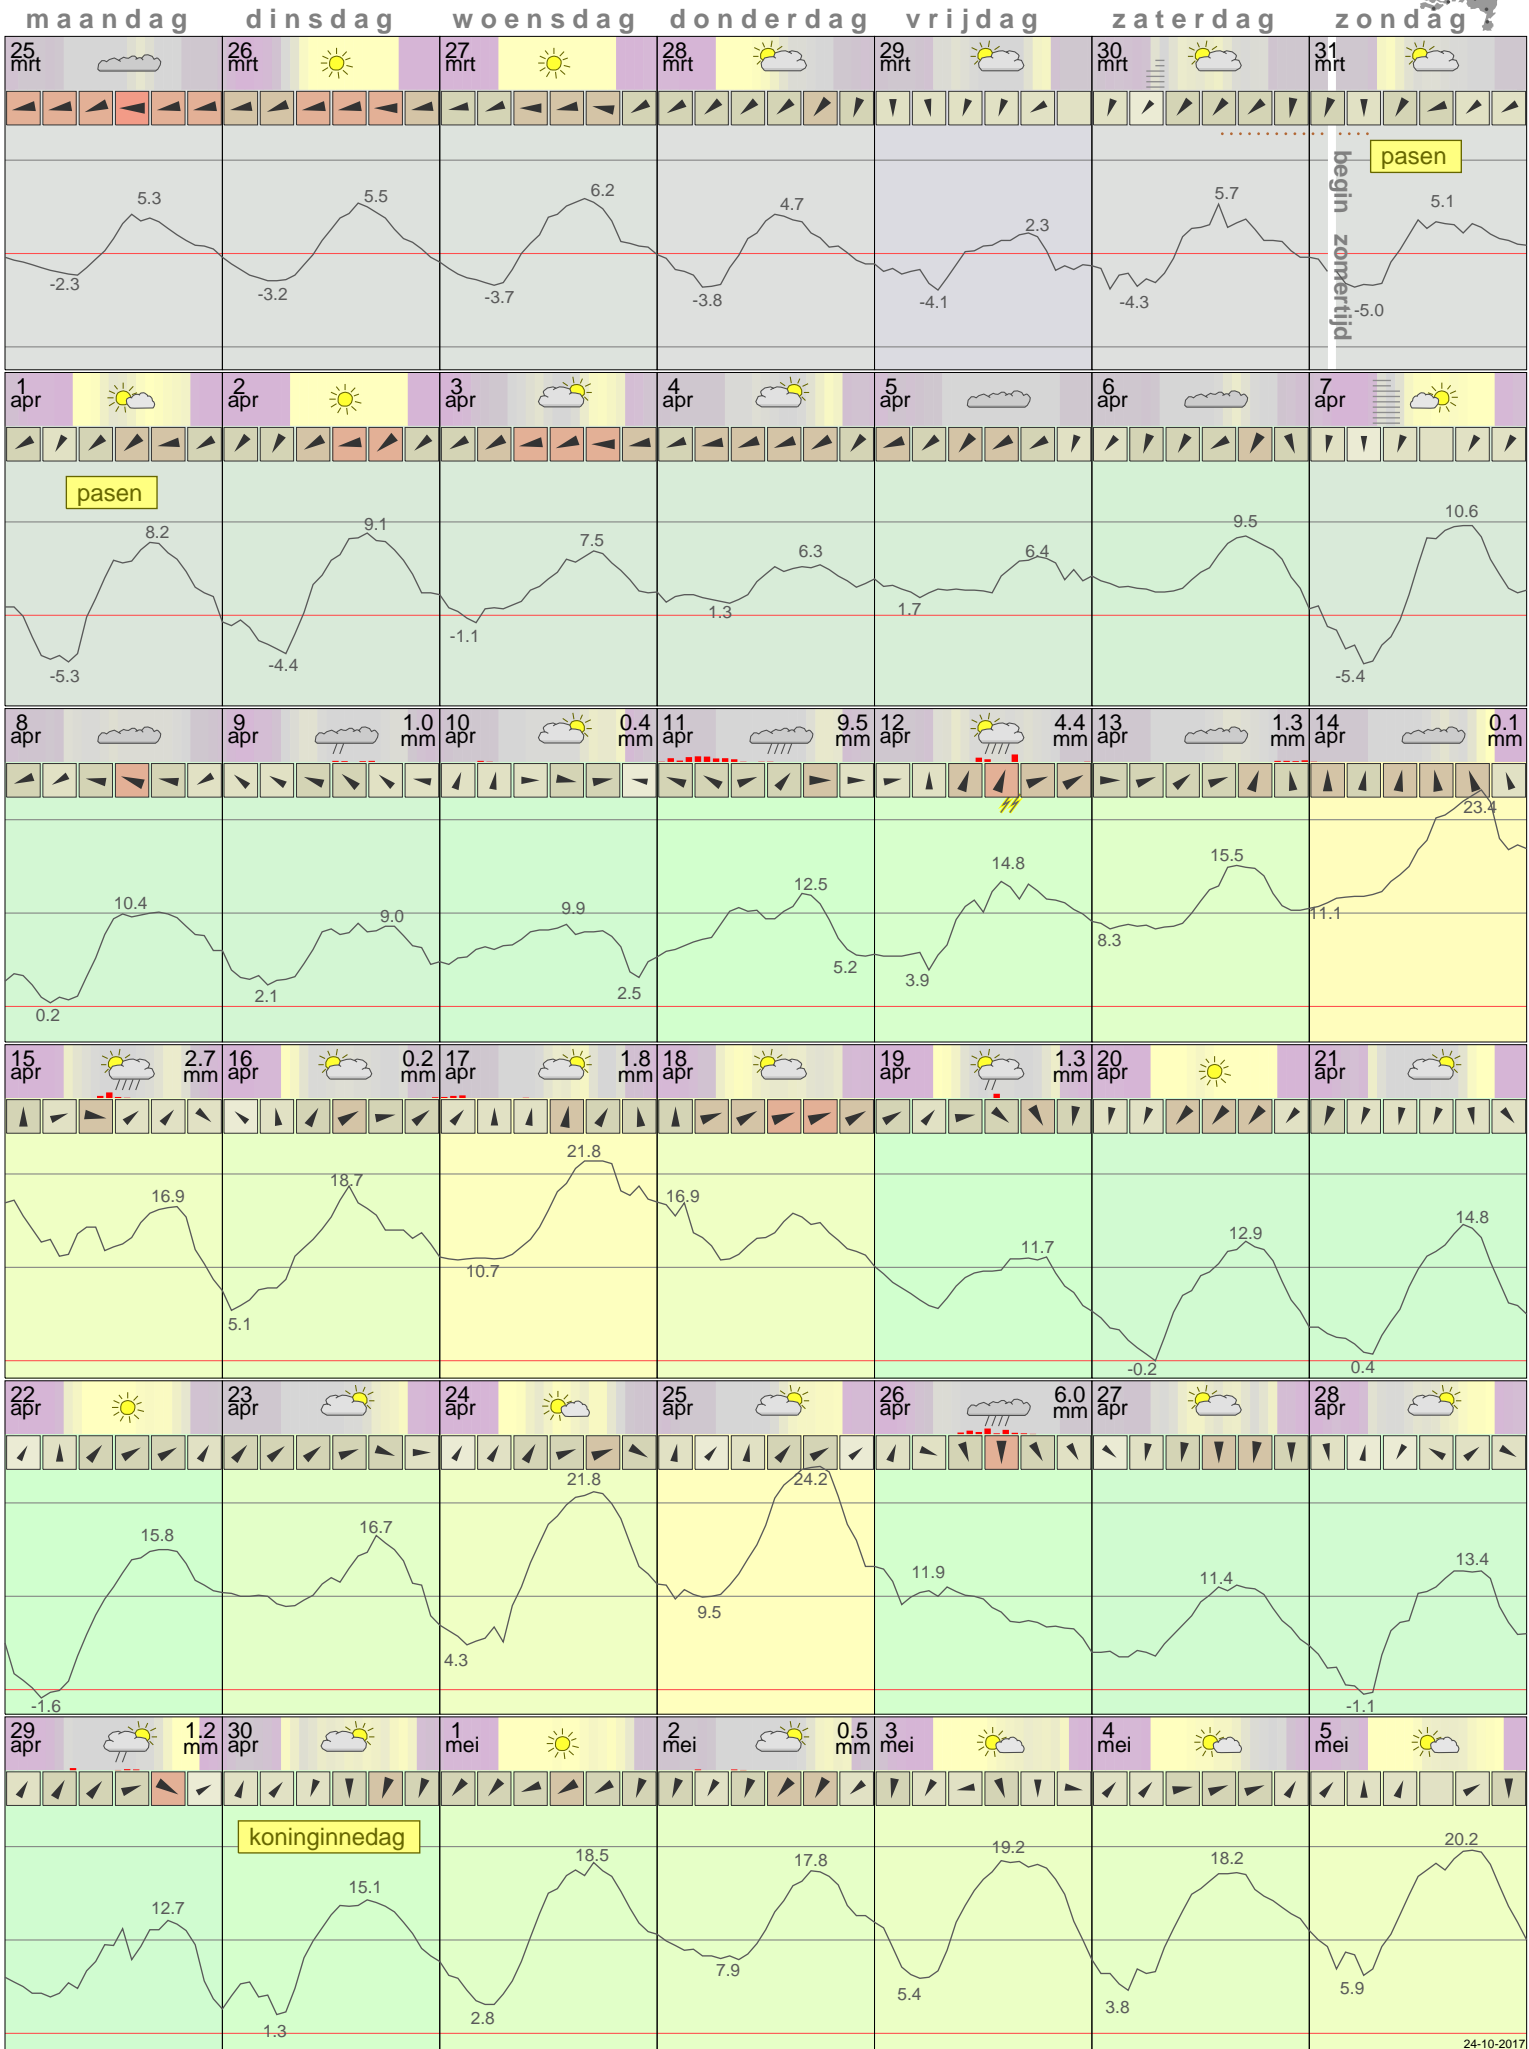 maandag dinsdag woensdag donderdag vrijdag zaterdag zondag
25 26 27 28 29 30 31
mrt mrt mrt mrt mrt mrt mrt
pasen
begin zomertijd
5.3 5.5 6.2 4.7 2.3 5.7 5.1
-2.3 -3.2 -3.7 -3.8 -4.1 -4.3 -5.0
1 2 3 4 5 6 7
apr apr apr apr apr apr apr
pasen
8.2 9.1 7.5 6.3 6.4 9.5 10.6
-5.3 -4.4 -1.1 1.3 1.7 -5.4
8 9 1.0 10 0.4 11 9.5 12 4.4 13 1.3 14 0.1
apr apr mm apr mm apr mm apr mm apr mm apr mm
23.4
10.4 9.0 9.9 12.5 14.8 15.5 11.1
0.2 2.1 2.5 5.2 3.9 8.3
15 2.7 16 0.2 17 1.8 18 19 1.3 20 21
apr mm apr mm apr mm apr apr mm apr apr
16.9 18.7 21.8 16.9 11.7 12.9 14.8
5.1 10.7 -0.2 0.4
22 23 24 25 26 6.0 27 28
apr apr apr apr apr mm apr apr
15.8 16.7 21.8 24.2 11.9 11.4 13.4
-1.6 4.3 9.5 -1.1
29 1.2 30 1 2 0.5 3 4 5
apr mm apr mei mei mm mei mei mei
koninginnedag
12.7 15.1 18.5 17.8 19.2 18.2 20.2
1.3 2.8 7.9 5.4 3.8 5.9
24-10-2017